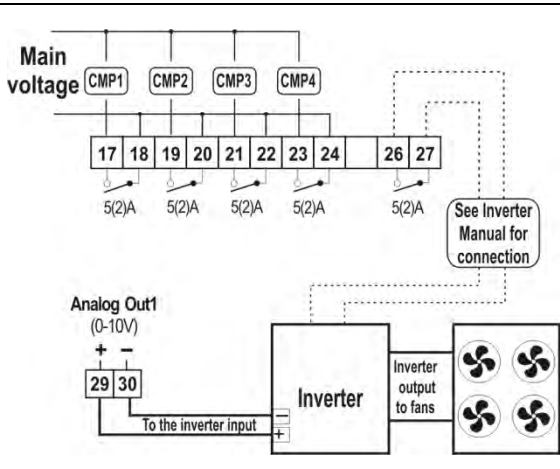 Main
voltage
CMP1 CMP2 CMP3 CMP4
17 18 19 20 21 22 23 24 26 27
5(2)A 5(2)A 5(2)A 5(2)A 5(2)A
See Inverter
Manual for
connection
Analog Out1
(0-10V)
+ -
29 30
To the inverter input
-
+
Inverter
Inverter
output
to fans